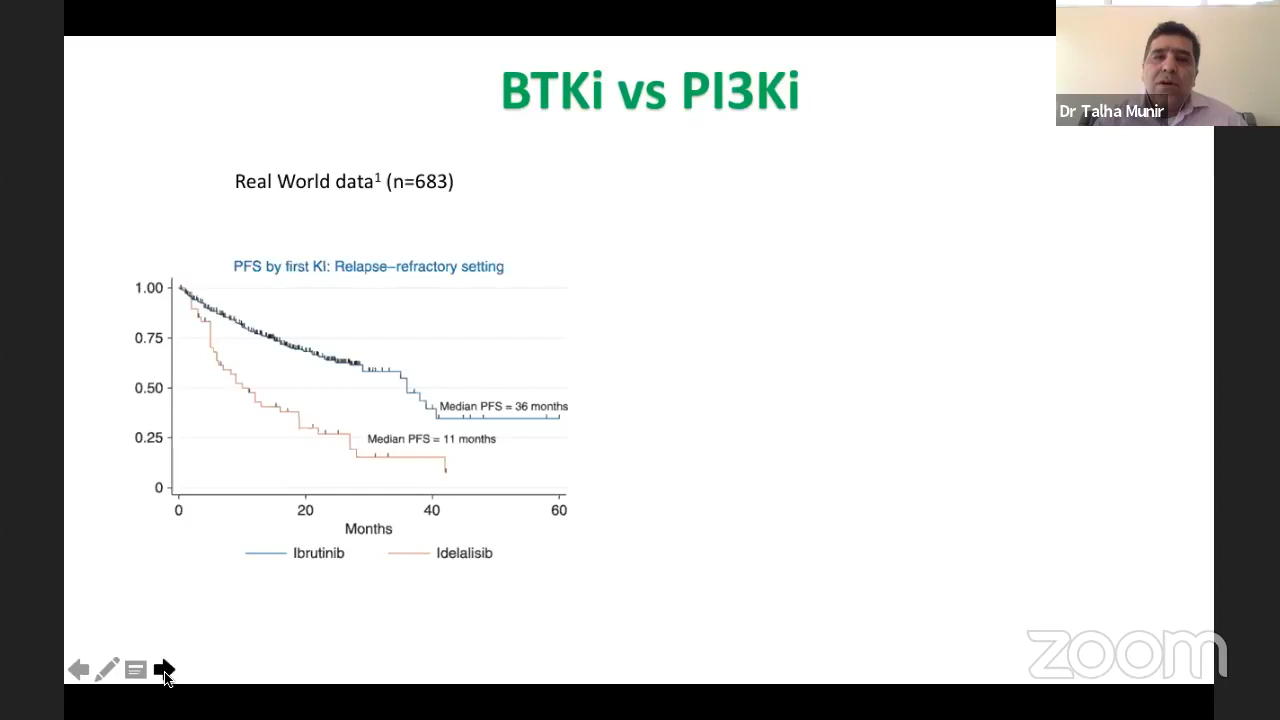 BTKi vs PI3Ki
Dr Talha Munir
Real World data¹ (n=683)
PFS by first KI: Relapse–refractory setting
1.00
0.75
0.50
0.25
0
Median PFS = 36 months
Median PFS = 11 months
0 20 40 60
Months
Ibrutinib Idelalisib
zoom